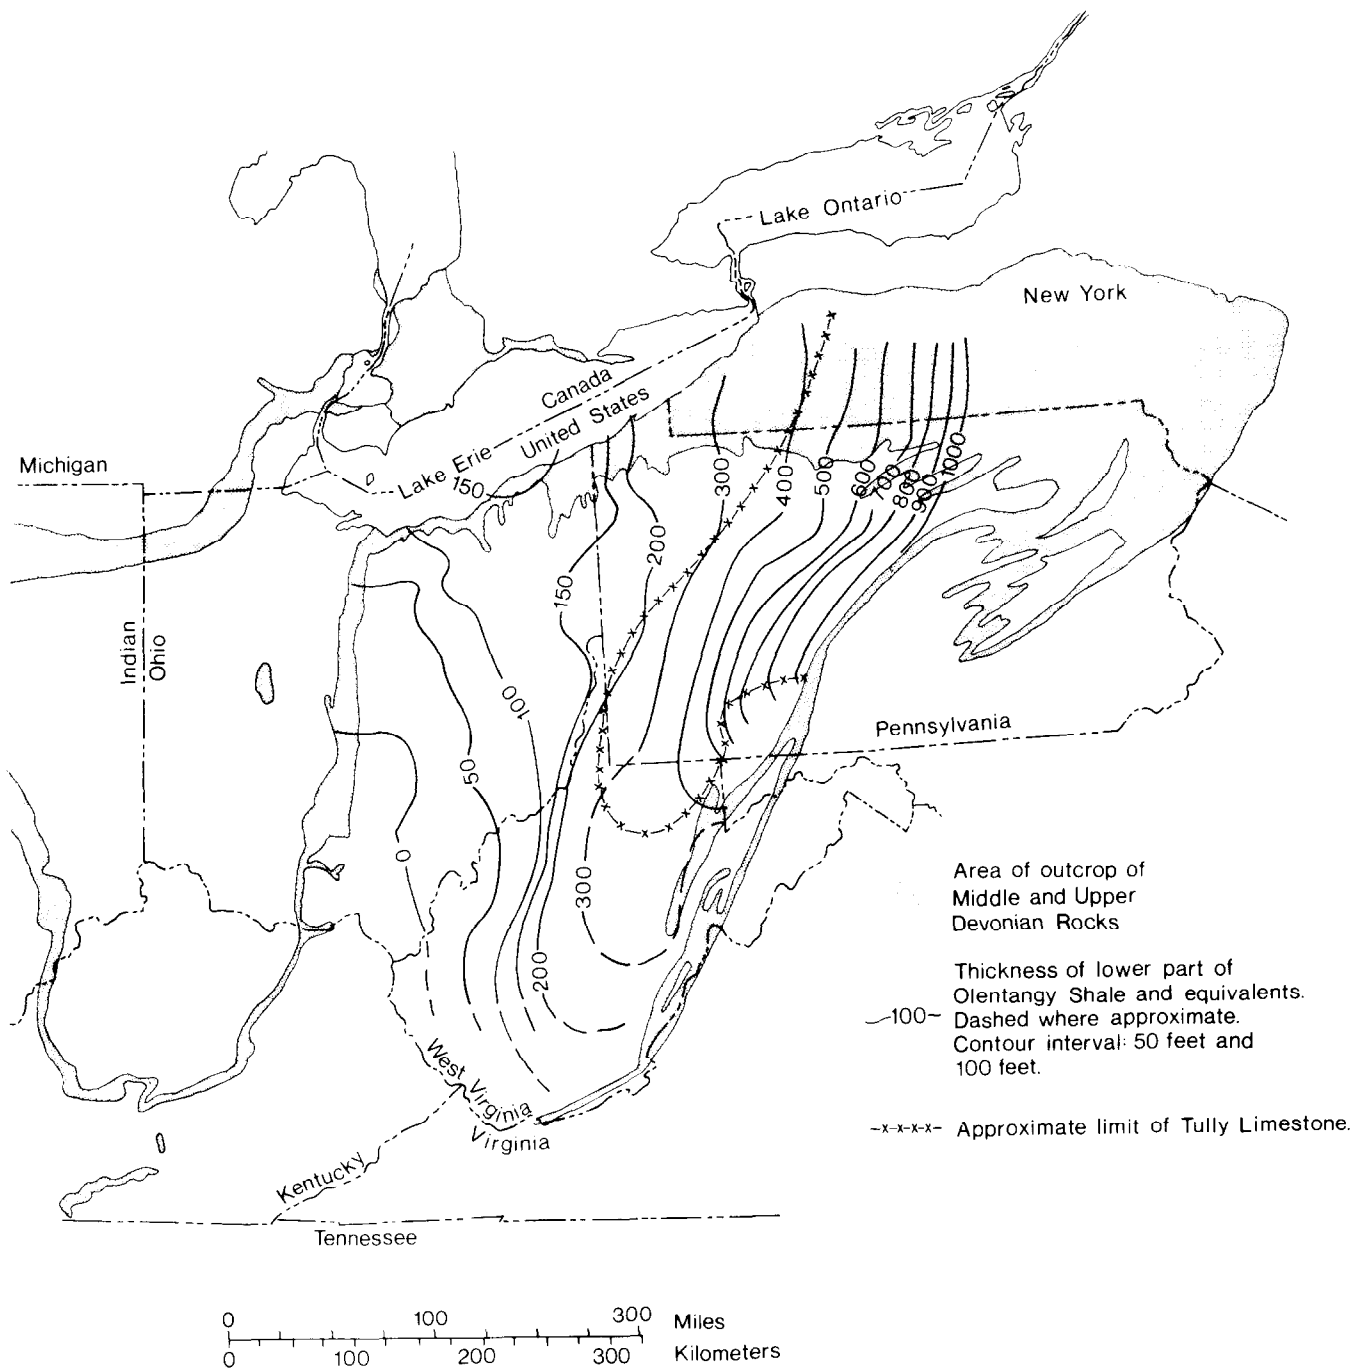 Lake Ontario
New York
Canada
United States
Lake Erie
Michigan
150
300
400
500
600
700
800
900
1000
200
150
Indian
Ohio
100
50
0
Pennsylvania
300
200
Area of outcrop of
Middle and Upper
Devonian Rocks
Thickness of lower part of
Olentangy Shale and equivalents.
100
Dashed where approximate.
Contour interval: 50 feet and
100 feet.
-x-x-x-x- Approximate limit of Tully Limestone.
West Virginia
Virginia
Kentucky
Tennessee
0 100 300 Miles
0 100 200 300 Kilometers